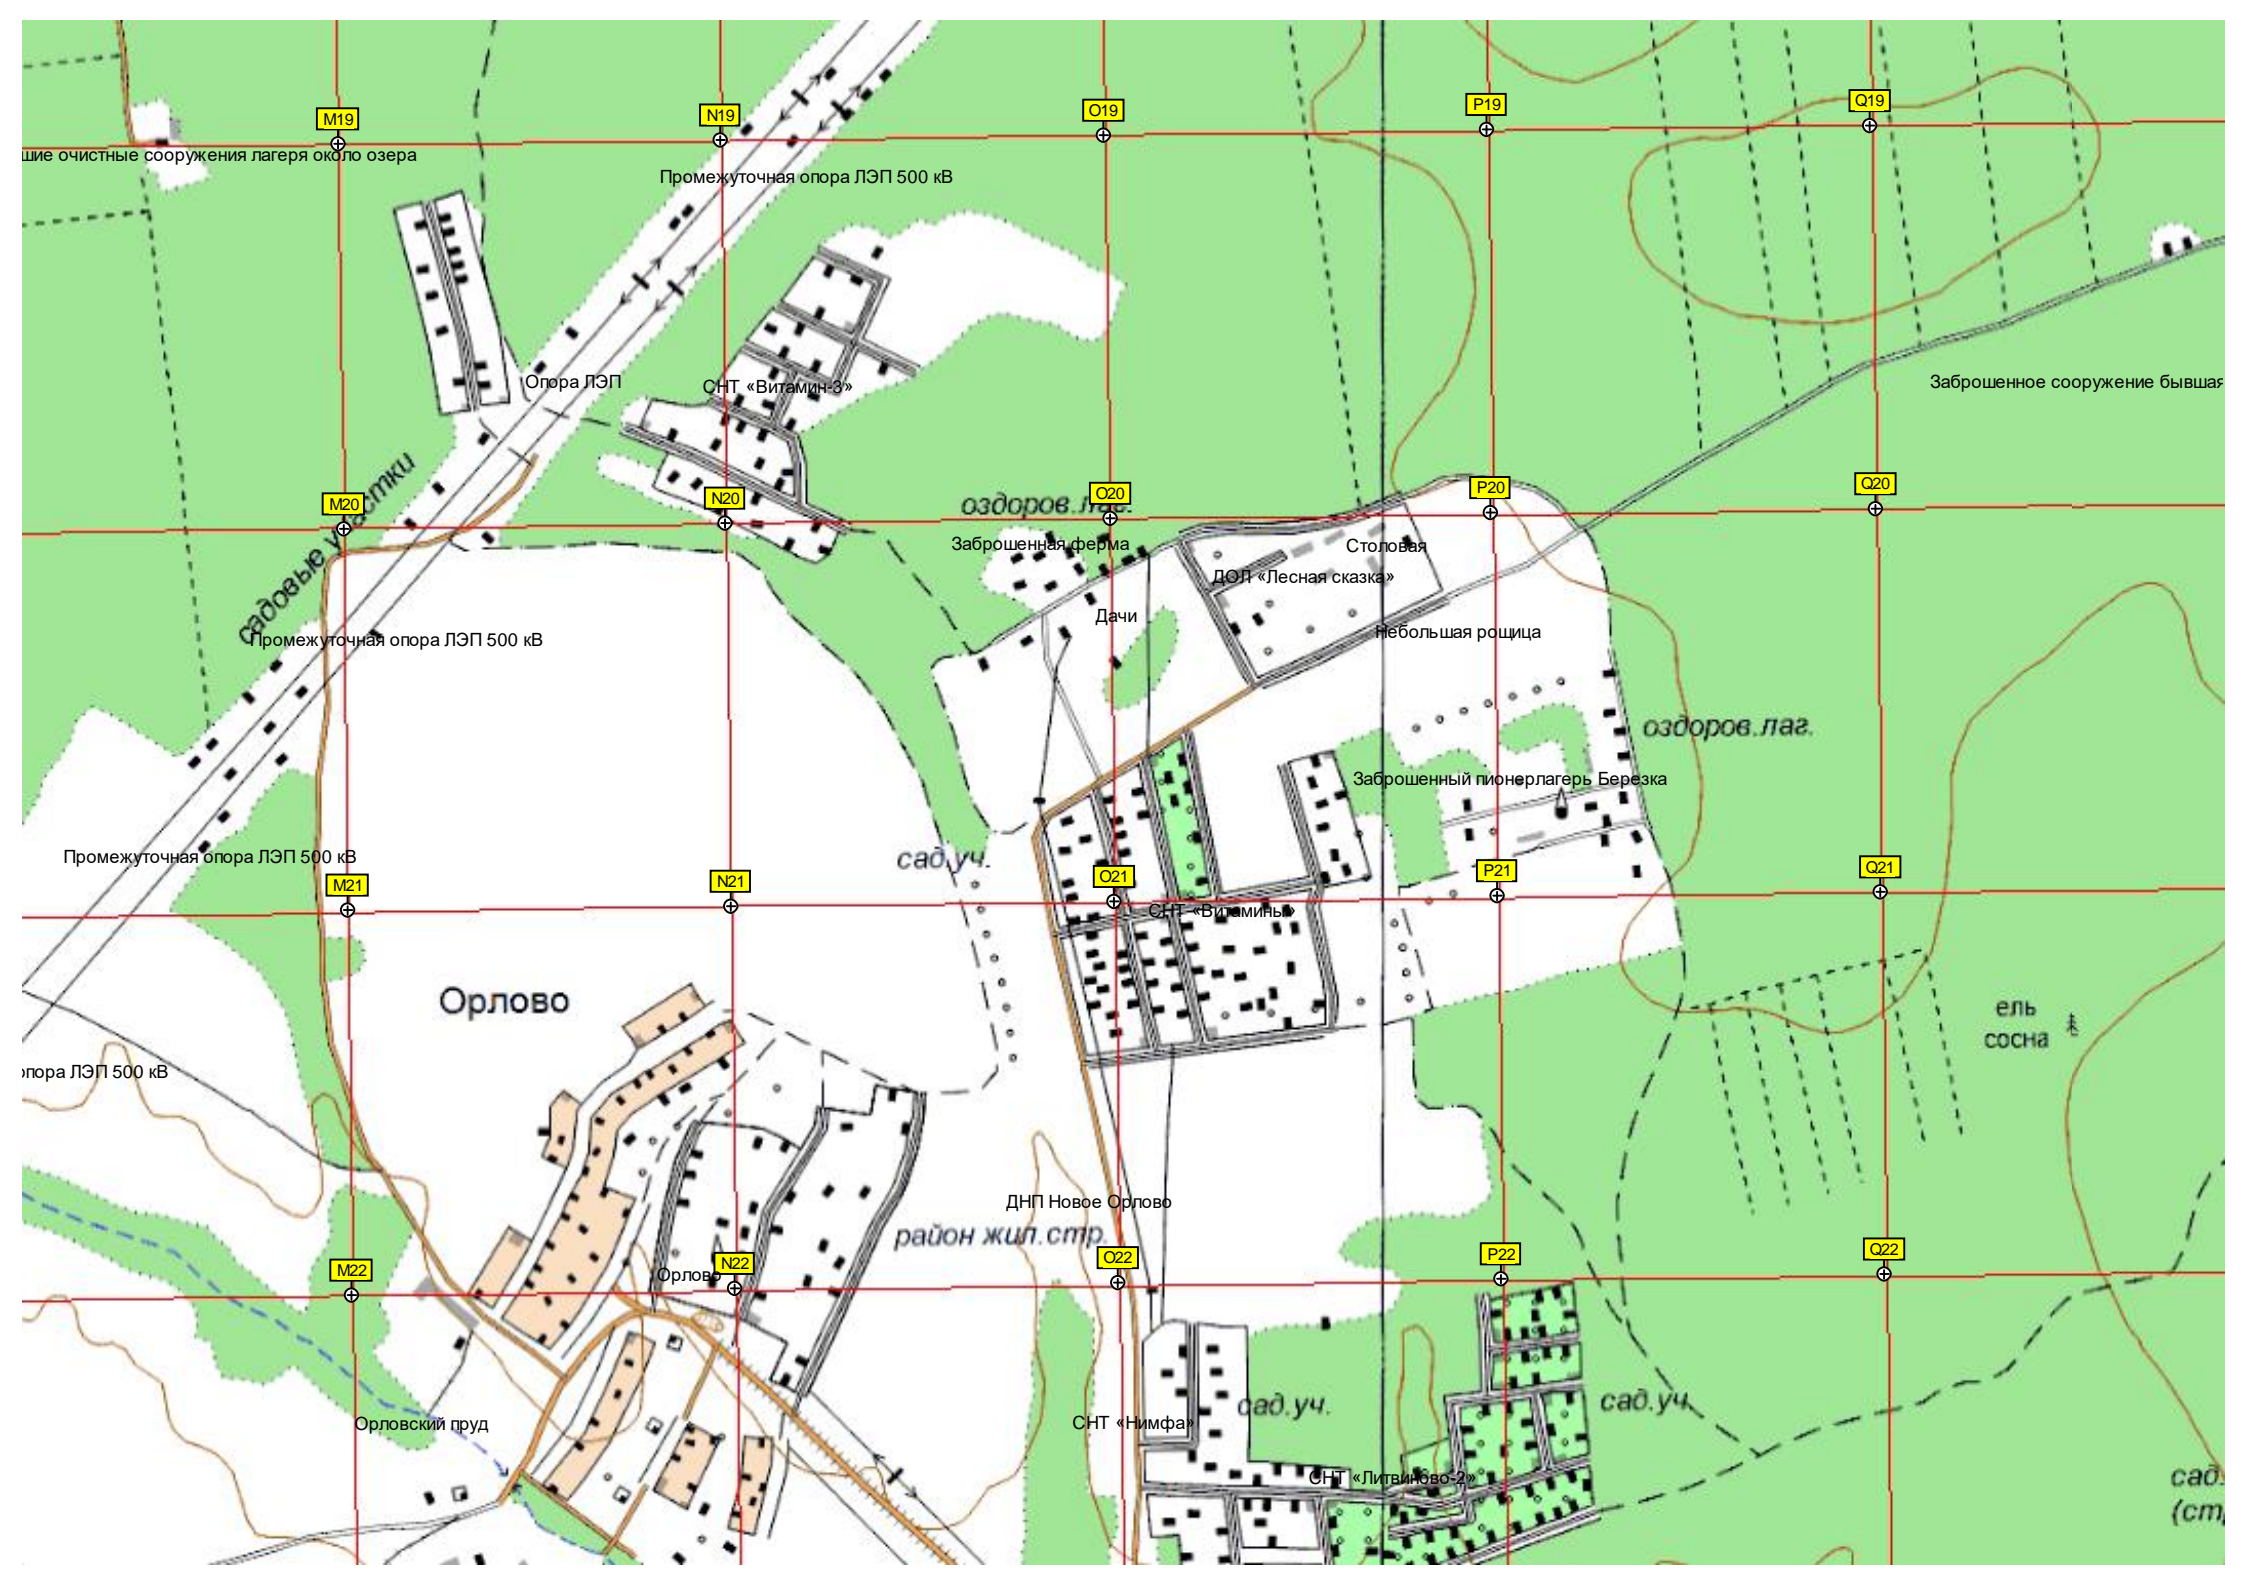 M19
N19
O19
P19
Q19
шие очистные сооружения лагеря около озера
Промежуточная опора ЛЭП 500 кВ
Опора ЛЭП
СНТ «Витамин-3»
Заброшенное сооружение бывшая
садовые участки
M20
N20
оздоров.лаг.
O20
P20
Q20
Заброшенная ферма
Столовая
ДОЛ «Лесная сказка»
Дачи
Небольшая рощица
Промежуточная опора ЛЭП 500 кВ
оздоров.лаг.
Заброшенный пионерлагерь Березка
Промежуточная опора ЛЭП 500 кВ
сад.уч.
M21
N21
O21
P21
Q21
СНТ «Витамины»
Орлово
ель
сосна
опора ЛЭП 500 кВ
ДНП Новое Орлово
район жил.стр.
M22
Орлово
N22
O22
P22
Q22
Орловский пруд
СНТ «Нимфа»
сад.уч.
сад.уч.
СНТ «Литвиново-2»
сад.
(стр